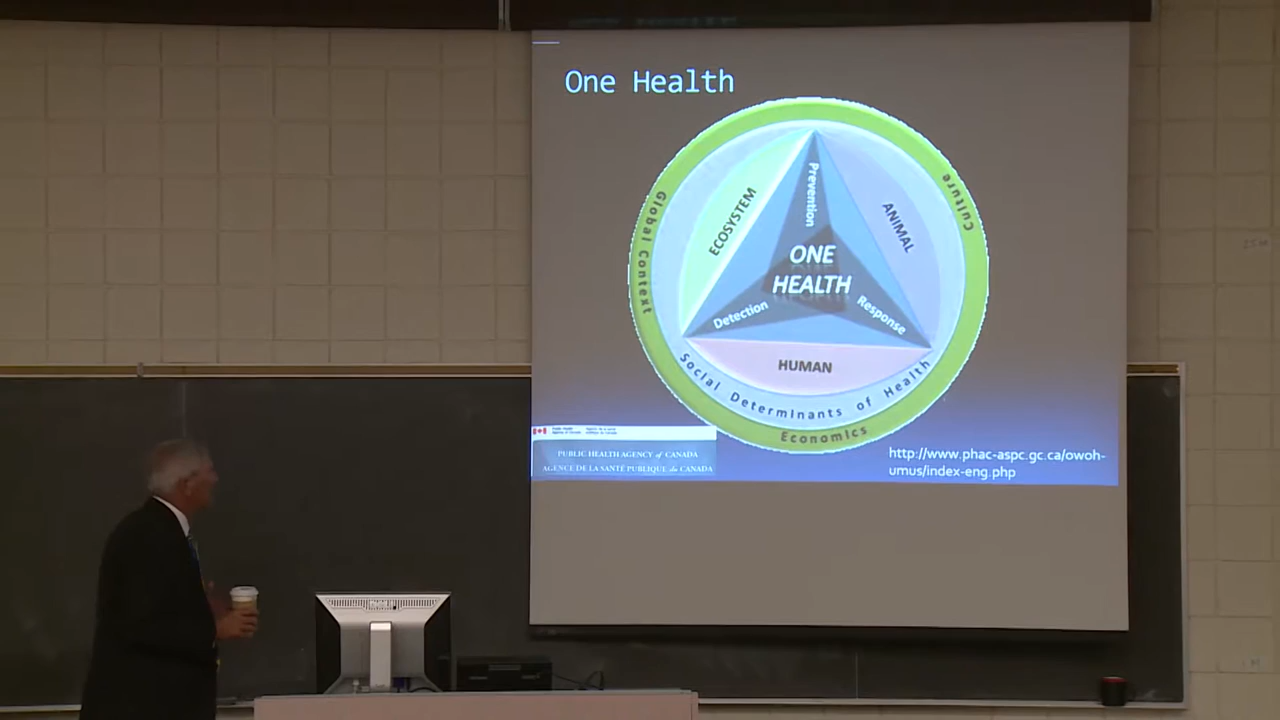 One Health
Prevention
ECOSYSTEM
ANIMAL
Culture
Global Context
ONE
HEALTH
Detection
Response
HUMAN
Social Determinants of Health
Economics
PUBLIC HEALTH AGENCY of CANADA
AGENCE DE LA SANTÉ PUBLIQUE du CANADA
http://www.phac-aspc.gc.ca/owoh-
umus/index-eng.php